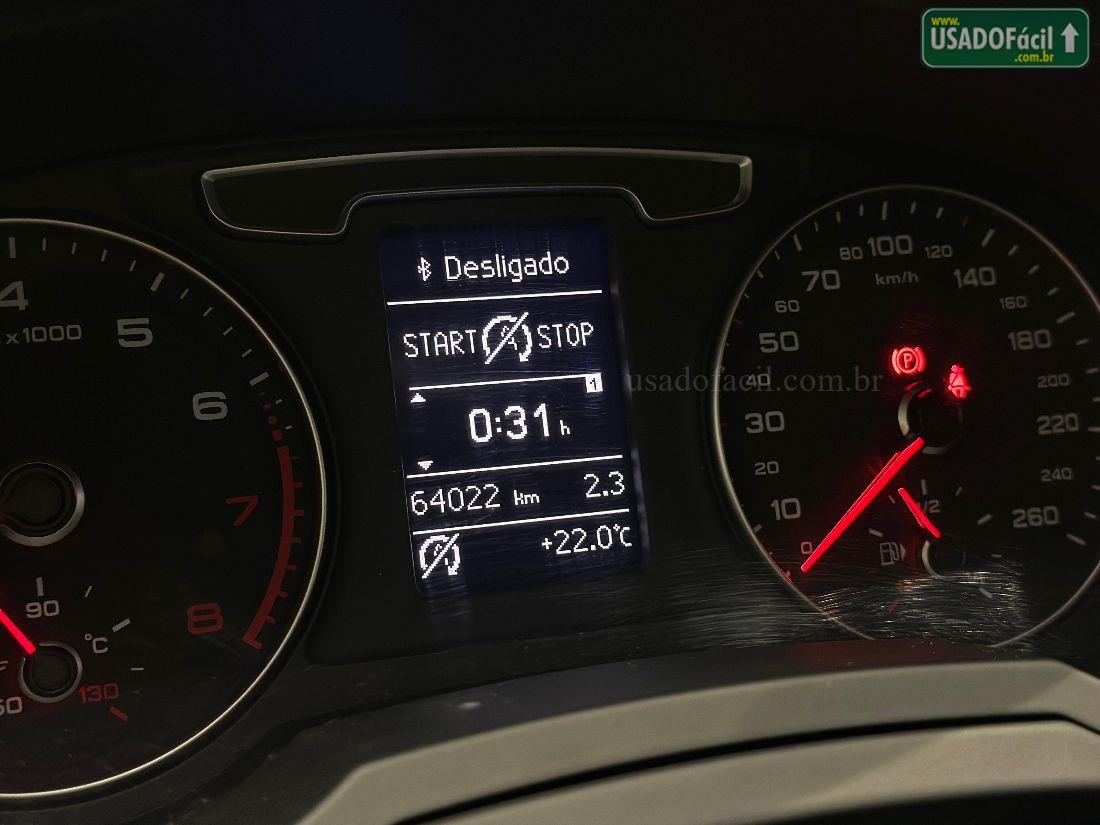 www.
USADOFácil
.com.br
Desligado
START A STOP
1
usadofacil.com.br
0:31 h
64022 km 2.3
A +22.0°C
4 5 6 7 8
x1000
90
°C
130
0 10 20 30 40 50 60 70 80 100 120 140 160 180 200 220 240 260
km/h
P
1/2